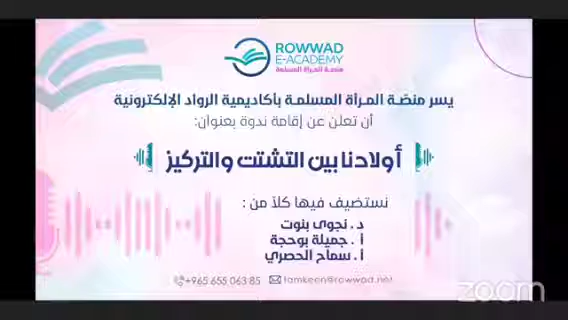 ROWWAD
E-ACADEMY
منصة المرأة المسلمة
يسر منصّة المرأة المسلمة بأكاديمية الرواد الإلكترونية
أن تعلن عن إقامة ندوة بعنوان:
أولادنا بين التشتت والتركيز
نستضيف فيها كلاً من :
د . نجوى بنوت
أ . جميلة بوحجة
أ . سماح الحصري
+965 655 063 85 tamkeen@rowwad.net
zoom